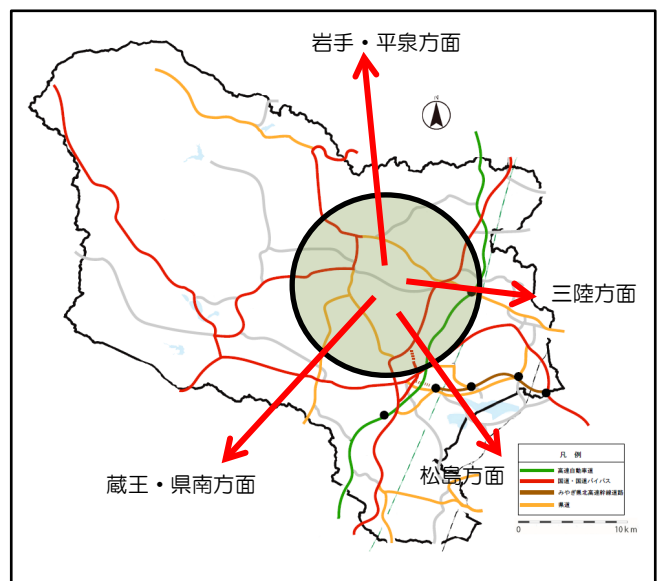 岩手・平泉方面
三陸方面
松島方面
蔵王・県南方面
凡 例
高速自動車道
国道・国道バイパス
みやぎ県北高速幹線道路
県道
0 10km